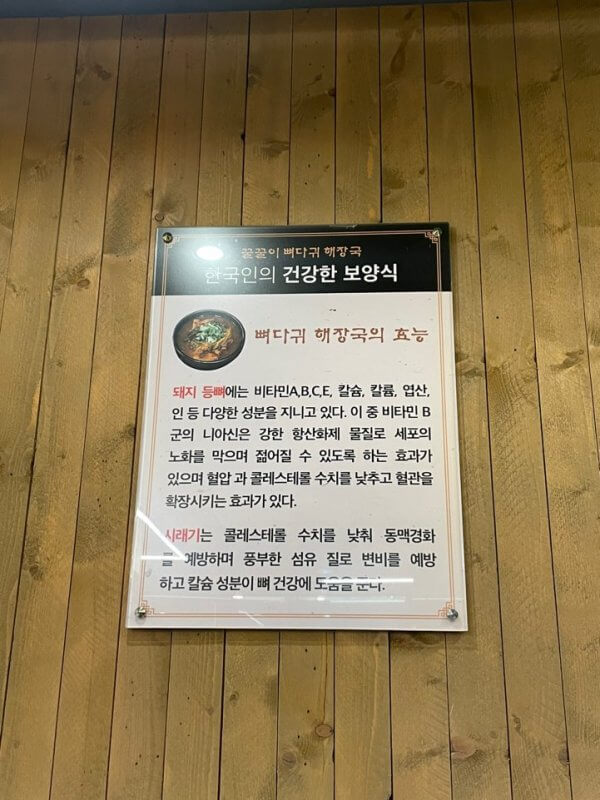 꿀꿀이 뼈다귀 해장국
한국인의 건강한 보양식
뼈다귀 해장국의 효능
돼지 등뼈에는 비타민A,B,C,E, 칼슘, 칼륨, 엽산,
인 등 다양한 성분을 지니고 있다. 이 중 비타민 B
군의 니아신은 강한 항산화제 물질로 세포의
노화를 막으며 젊어질 수 있도록 하는 효과가
있으며 혈압 과 콜레스테롤 수치를 낮추고 혈관을
확장시키는 효과가 있다.
시래기는 콜레스테롤 수치를 낮춰 동맥경화
를 예방하며 풍부한 섬유 질로 변비를 예방
하고 칼슘 성분이 뼈 건강에 도움을 준다.